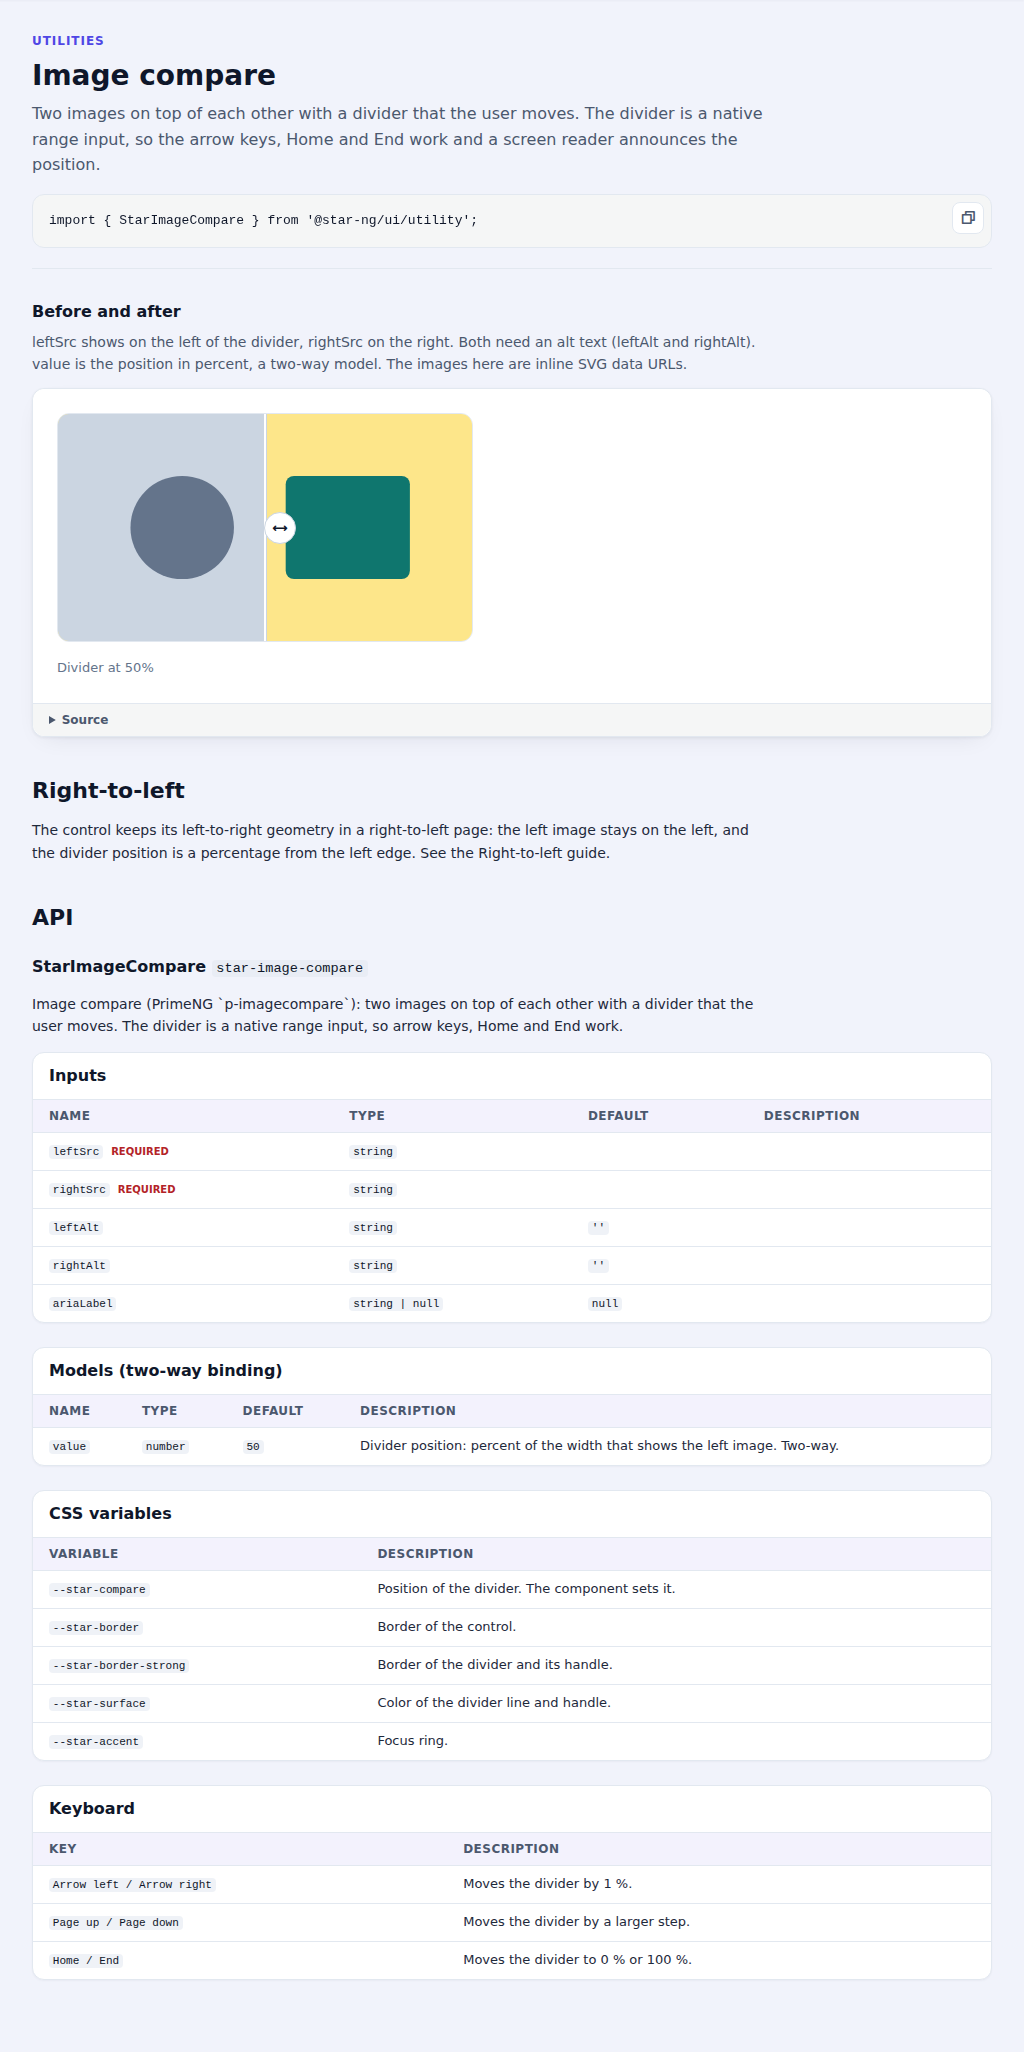 UTILITIES
Image compare
Two images on top of each other with a divider that the user moves. The divider is a native
range input, so the arrow keys, Home and End work and a screen reader announces the
position.
import { StarImageCompare } from '@star-ng/ui/utility';
Before and after
leftSrc shows on the left of the divider, rightSrc on the right. Both need an alt text (leftAlt and rightAlt).
value is the position in percent, a two-way model. The images here are inline SVG data URLs.
Divider at 50%
Source
Right-to-left
The control keeps its left-to-right geometry in a right-to-left page: the left image stays on the left, and
the divider position is a percentage from the left edge. See the Right-to-left guide.
API
StarImageCompare star-image-compare
Image compare (PrimeNG `p-imagecompare`): two images on top of each other with a divider that the
user moves. The divider is a native range input, so arrow keys, Home and End work.
Inputs
NAME TYPE DEFAULT DESCRIPTION
leftSrc REQUIRED string
rightSrc REQUIRED string
leftAlt string ''
rightAlt string ''
ariaLabel string | null null
Models (two-way binding)
NAME TYPE DEFAULT DESCRIPTION
value number 50 Divider position: percent of the width that shows the left image. Two-way.
CSS variables
VARIABLE DESCRIPTION
--star-compare Position of the divider. The component sets it.
--star-border Border of the control.
--star-border-strong Border of the divider and its handle.
--star-surface Color of the divider line and handle.
--star-accent Focus ring.
Keyboard
KEY DESCRIPTION
Arrow left / Arrow right Moves the divider by 1 %.
Page up / Page down Moves the divider by a larger step.
Home / End Moves the divider to 0 % or 100 %.